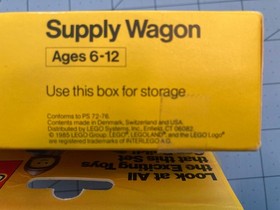 Supply Wagon
Ages 6-12
Use this box for storage
Conforms to PS 72-76.
Contents made in Denmark, Switzerland and USA.
Distributed by LEGO Systems, Inc., Enfield, CT 06082
© 1985 LEGO Group. LEGO®, LEGOLAND®, and the LEGO Logo®
are registered trademarks of INTERLEGO A.G.
Look at All
the Exciting Toys
that this Set